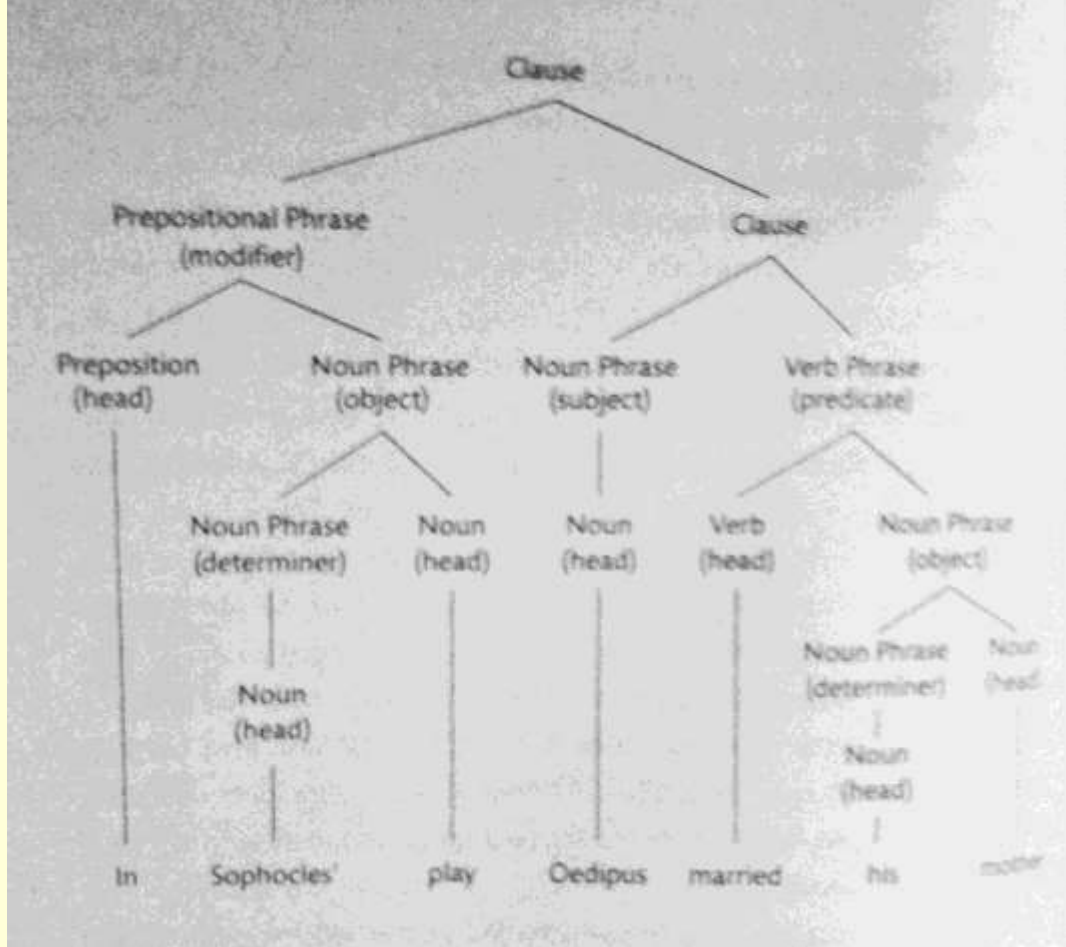 Clause
Prepositional Phrase
(modifier)
Clause
Preposition
(head)
Noun Phrase
(object)
Noun Phrase
(subject)
Verb Phrase
(predicate)
Noun Phrase
(determiner)
Noun
(head)
Noun
(head)
Verb
(head)
Noun Phrase
(object)
Noun
(head)
Noun Phrase
(determiner)
Noun
(head)
Noun
(head)
In Sophocles' play Oedipus married his mother